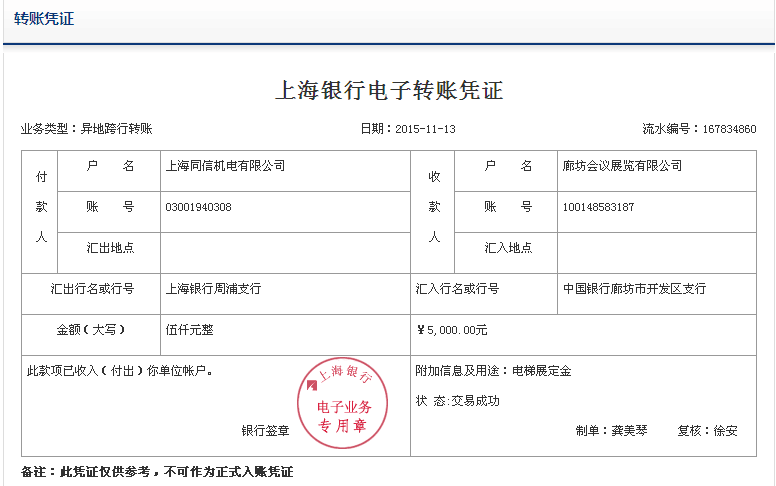 转账凭证
上海银行电子转账凭证
业务类型：异地跨行转账 日期：2015-11-13 流水编号：167834860
付款人 户 名 上海同信机电有限公司 收款人 户 名 廊坊会议展览有限公司
账 号 03001940308 账 号 100148583187
汇出地点 汇入地点
汇出行名或行号 上海银行周浦支行 汇入行名或行号 中国银行廊坊市开发区支行
金额（大写） 伍仟元整 ¥5,000.00元
此款项已收入（付出）你单位帐户。 附加信息及用途：电梯展定金
状 态:交易成功
银行签章 制单：龚美琴 复核：徐安
上海银行
电子业务
专用章
备注：此凭证仅供参考，不可作为正式入账凭证